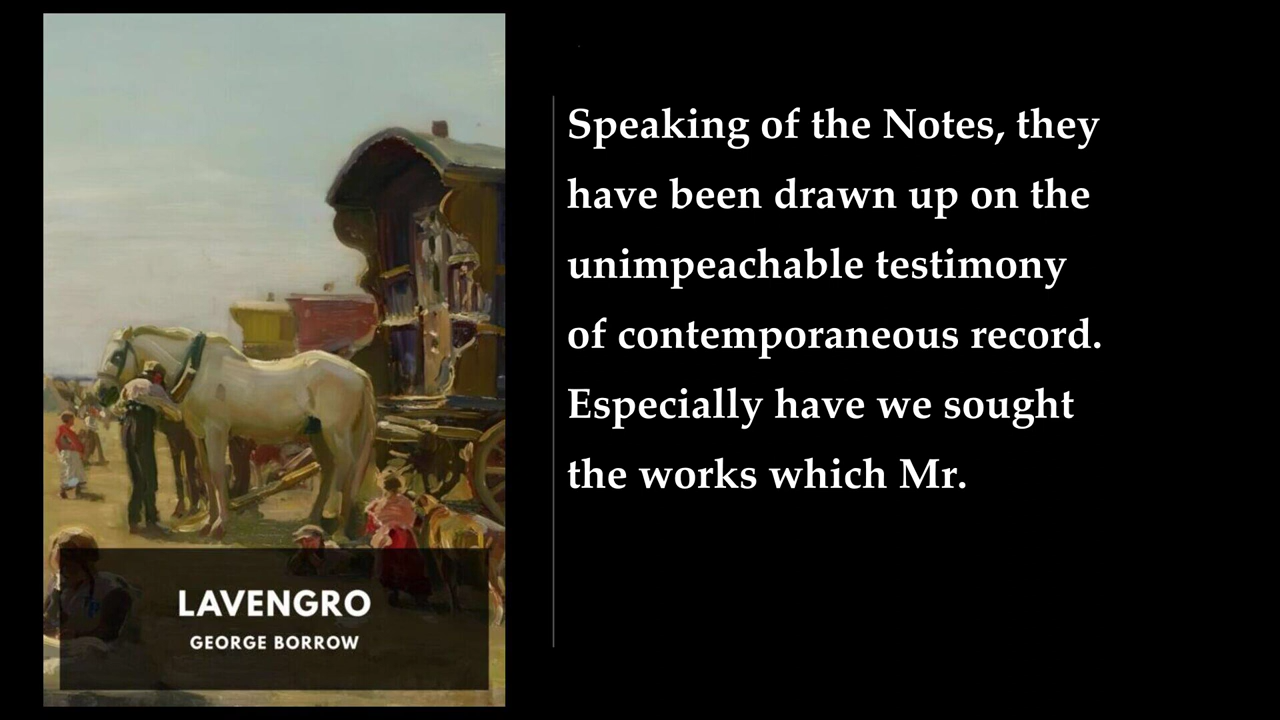 LAVENGRO
GEORGE BORROW
Speaking of the Notes, they
have been drawn up on the
unimpeachable testimony
of contemporaneous record.
Especially have we sought
the works which Mr.